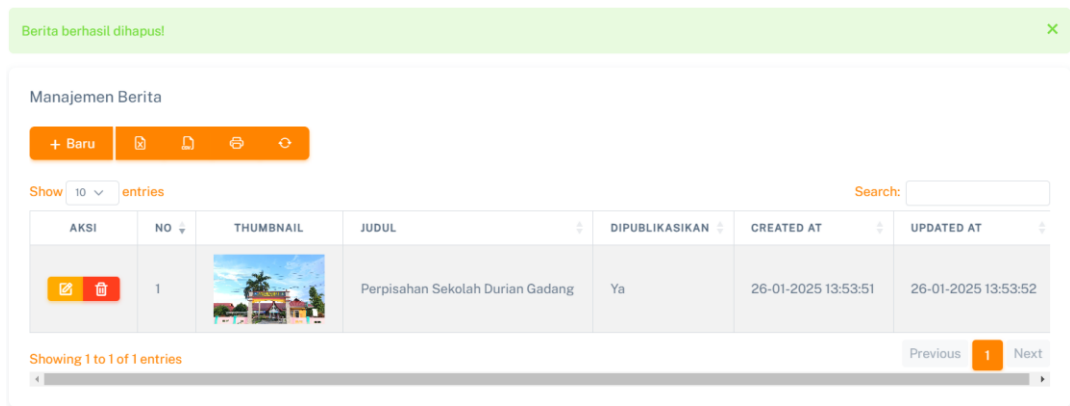 Berita berhasil dihapus!
Manajemen Berita
+ Baru
Show 10 entries
Search:
AKSI NO THUMBNAIL JUDUL DIPUBLIKASIKAN CREATED AT UPDATED AT
1 Perpisahan Sekolah Durian Gadang Ya 26-01-2025 13:53:51 26-01-2025 13:53:52
Showing 1 to 1 of 1 entries
Previous 1 Next